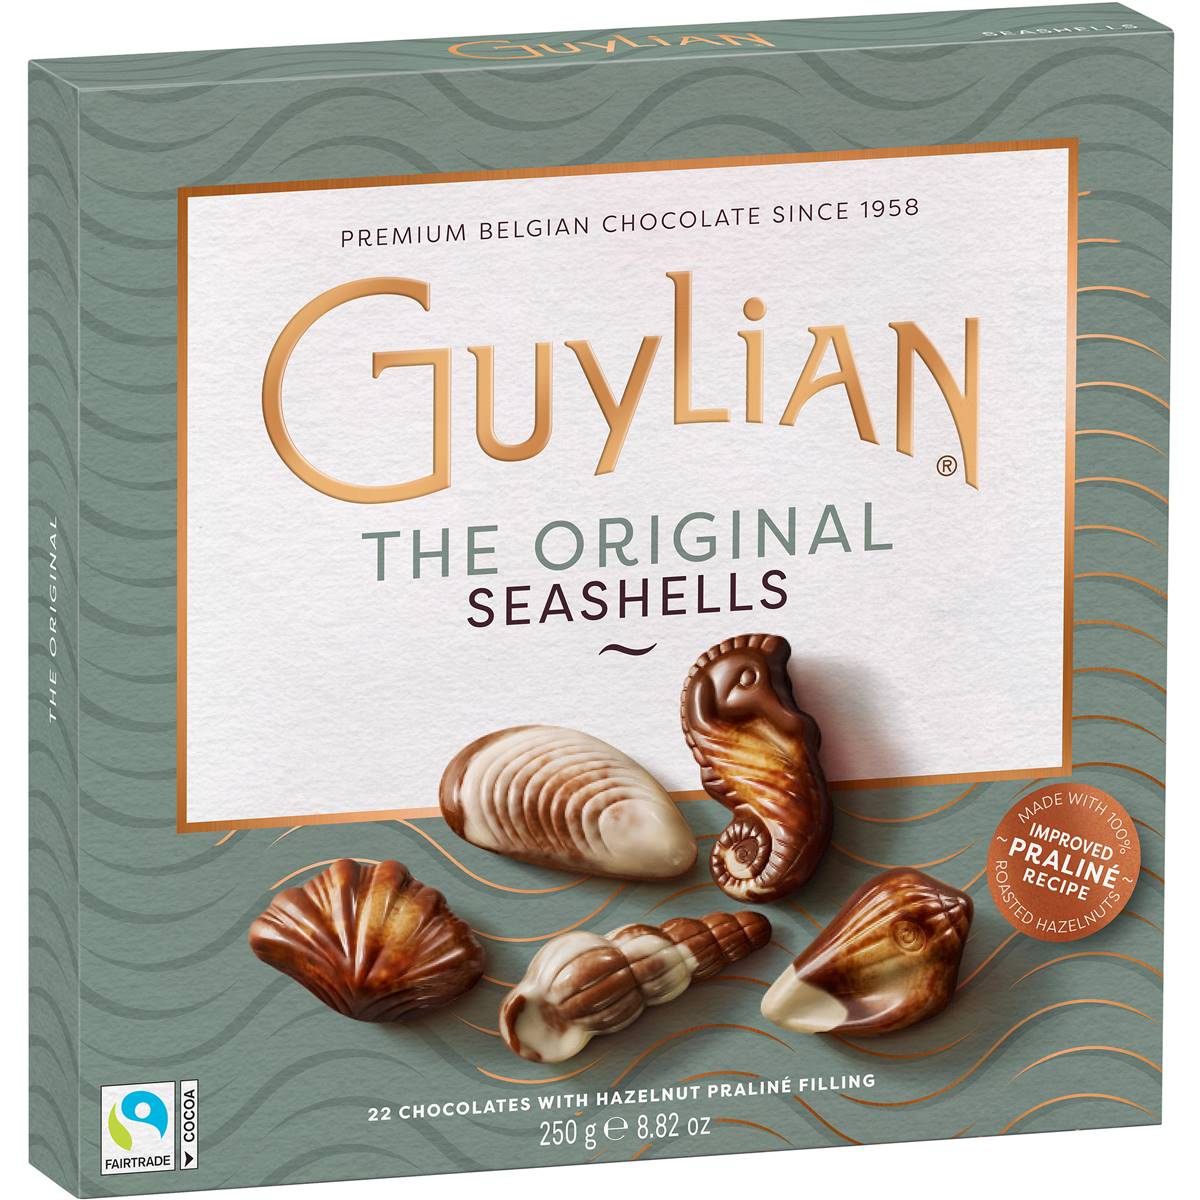 GUYLIAN
SEASHELLS
PREMIUM BELGIAN CHOCOLATE SINCE 1958
GUYLIAN®
THE ORIGINAL
SEASHELLS
THE ORIGINAL
MADE WITH 100%
IMPROVED
PRALINÉ
RECIPE
ROASTED HAZELNUTS
22 CHOCOLATES WITH HAZELNUT PRALINÉ FILLING
250 g ℮ 8.82 oz
FAIRTRADE
COCOA